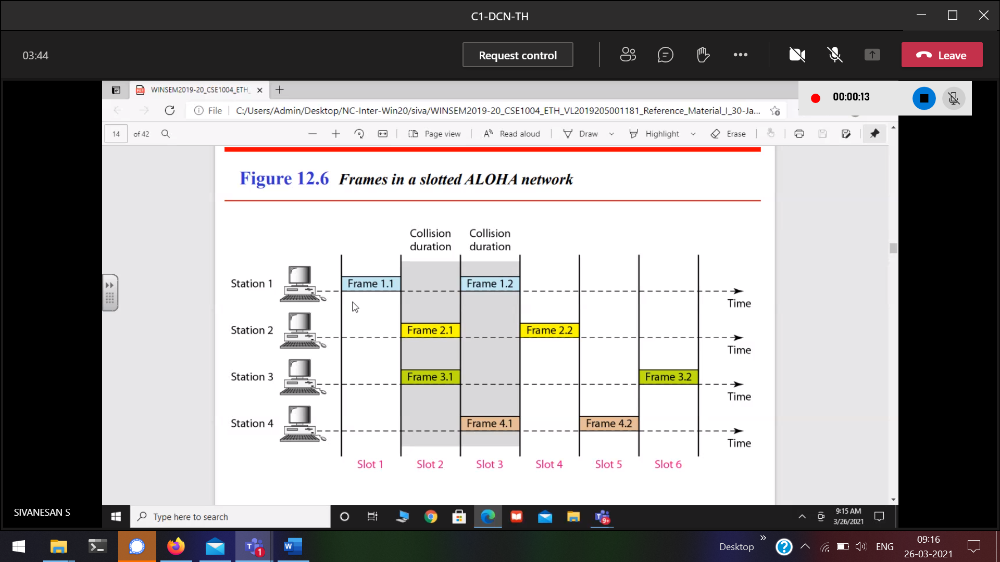 C1-DCN-TH
03:44
Request control
Leave
WINSEM2019-20_CSE1004_ETH_
00:00:13
File
C:/Users/Admin/Desktop/NC-Inter-Win20/siva/WINSEM2019-20_CSE1004_ETH_VL2019205001181_Reference_Material_I_30-Ja...
14 of 42
Page view
Read aloud
Draw
Highlight
Erase
Figure 12.6 Frames in a slotted ALOHA network
Collision duration
Collision duration
Station 1
Frame 1.1
Frame 1.2
Time
Station 2
Frame 2.1
Frame 2.2
Time
Station 3
Frame 3.1
Frame 3.2
Time
Station 4
Frame 4.1
Frame 4.2
Time
Slot 1 Slot 2 Slot 3 Slot 4 Slot 5 Slot 6
SIVANESAN S
Type here to search
9+
9:15 AM
3/26/2021
1
Desktop
ENG
09:16
26-03-2021